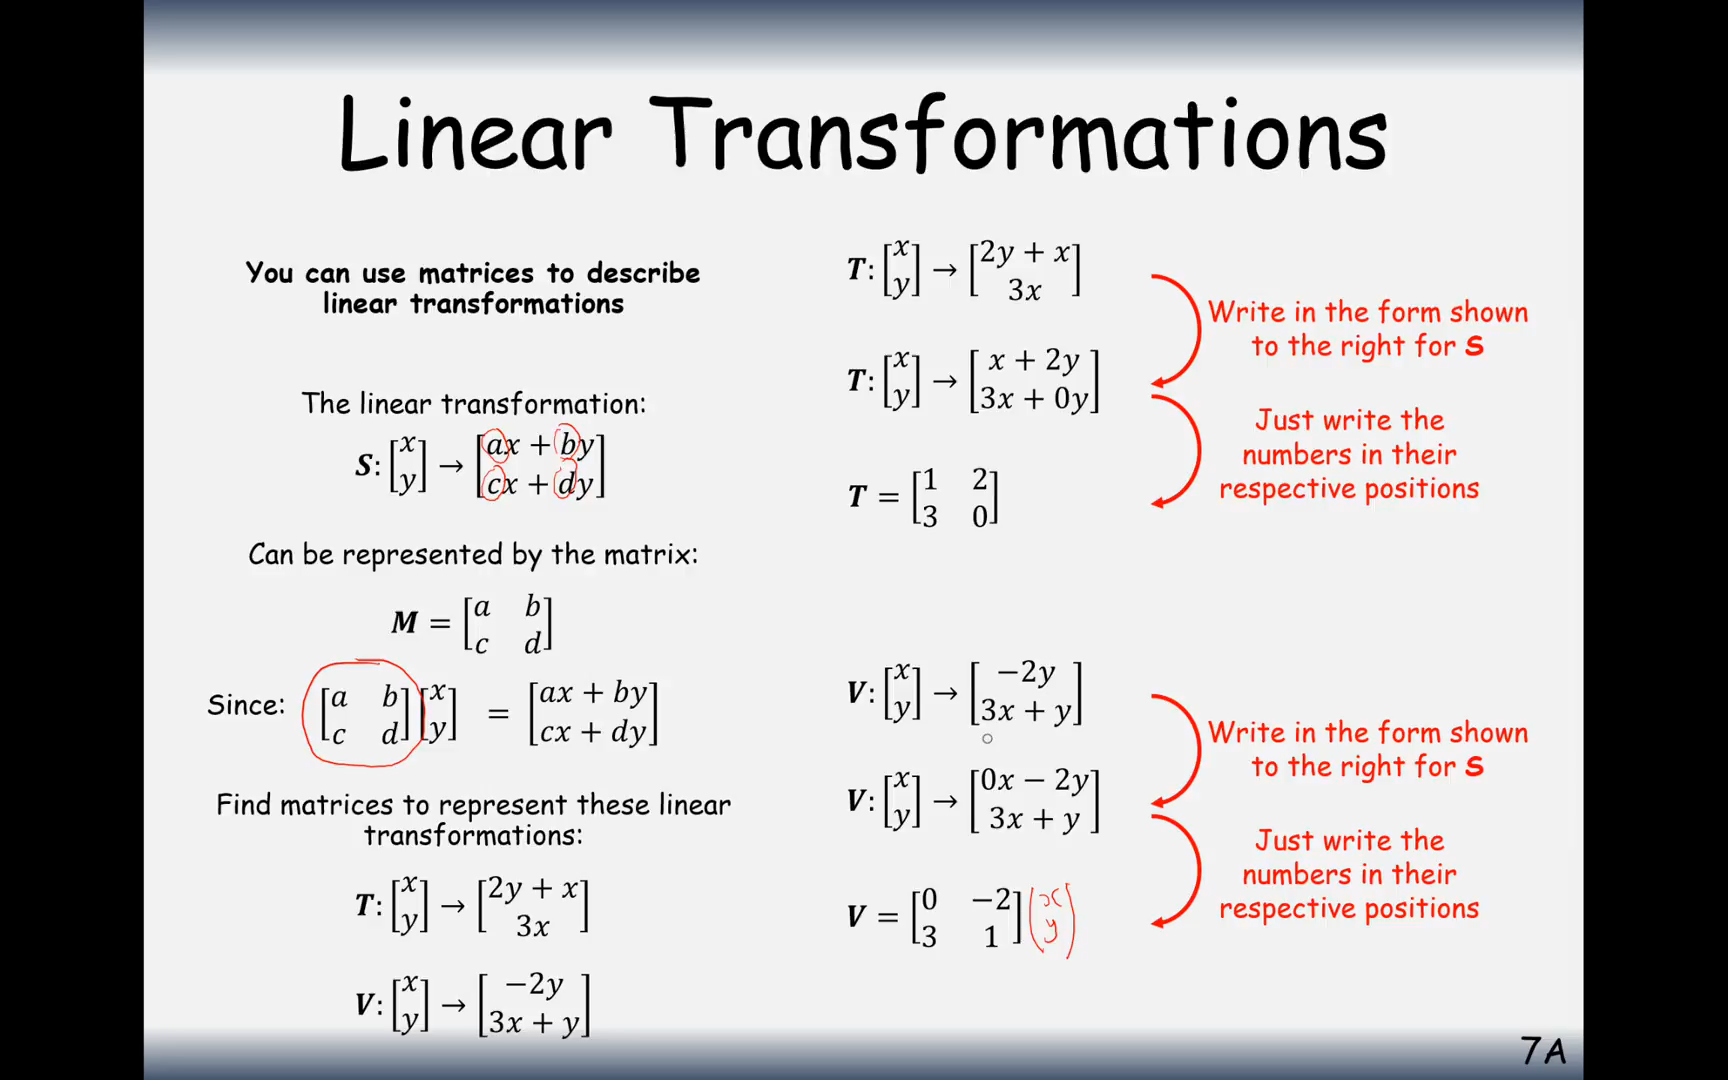 Linear Transformations
You can use matrices to describe
linear transformations
The linear transformation:
S: [x y] → [ax + by cx + dy]
Can be represented by the matrix:
M = [a b c d]
Since: [a b c d] [x y] = [ax + by cx + dy]
Find matrices to represent these linear
transformations:
T: [x y] → [2y + x 3x]
V: [x y] → [−2y 3x + y]
T: [x y] → [2y + x 3x]
Write in the form shown
to the right for S
T: [x y] → [x + 2y 3x + 0y]
Just write the
numbers in their
respective positions
T = [1 2 3 0]
V: [x y] → [−2y 3x + y]
Write in the form shown
to the right for S
V: [x y] → [0x − 2y 3x + y]
Just write the
numbers in their
respective positions
V = [0 −2 3 1] (x y)
7A